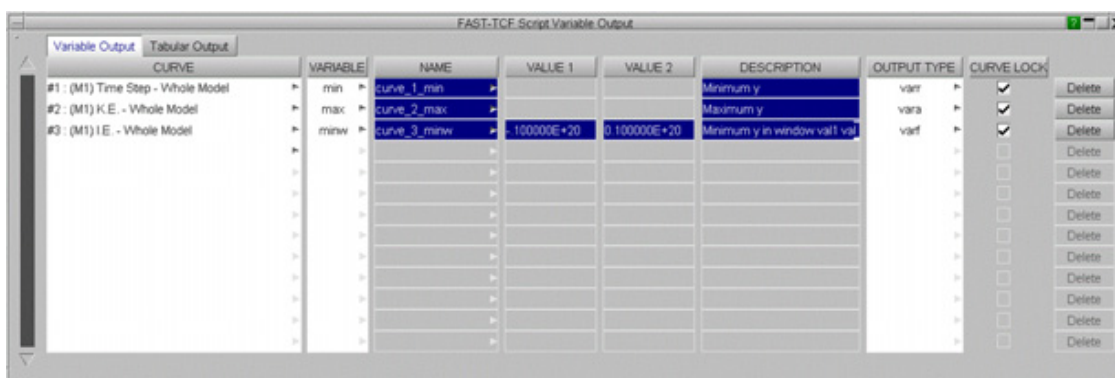 FAST-TCF Script Variable Output
?
Variable Output Tabular Output
CURVE VARIABLE NAME VALUE 1 VALUE 2 DESCRIPTION OUTPUT TYPE CURVE LOCK
#1 : (M1) Time Step - Whole Model min curve_1_min Minimum y varr Delete
#2 : (M1) K.E. - Whole Model max curve_2_max Maximum y vara Delete
#3 : (M1) I.E. - Whole Model minw curve_3_minw -.100000E+20 0.100000E+20 Minimum y in window val1 val varf Delete
Delete
Delete
Delete
Delete
Delete
Delete
Delete
Delete
Delete
Delete